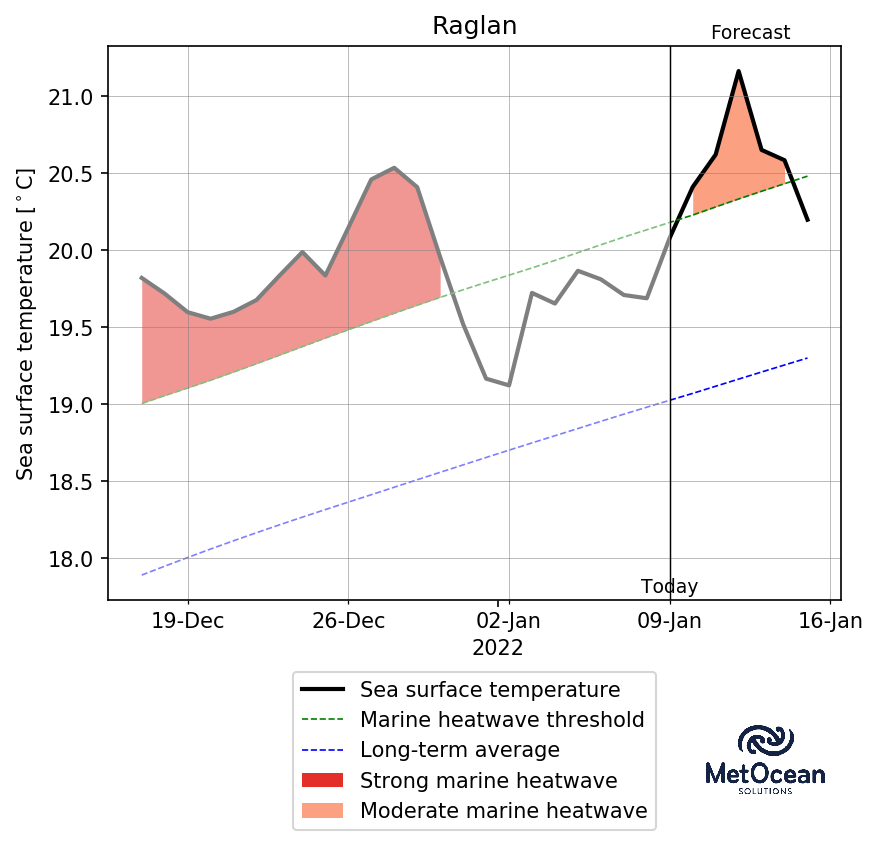 Raglan
Forecast
Sea surface temperature [°C]
21.0
20.5
20.0
19.5
19.0
18.5
18.0
Today
19-Dec 26-Dec 02-Jan 09-Jan 16-Jan
2022
Sea surface temperature
Marine heatwave threshold
Long-term average
Strong marine heatwave
Moderate marine heatwave
MetOcean
SOLUTIONS